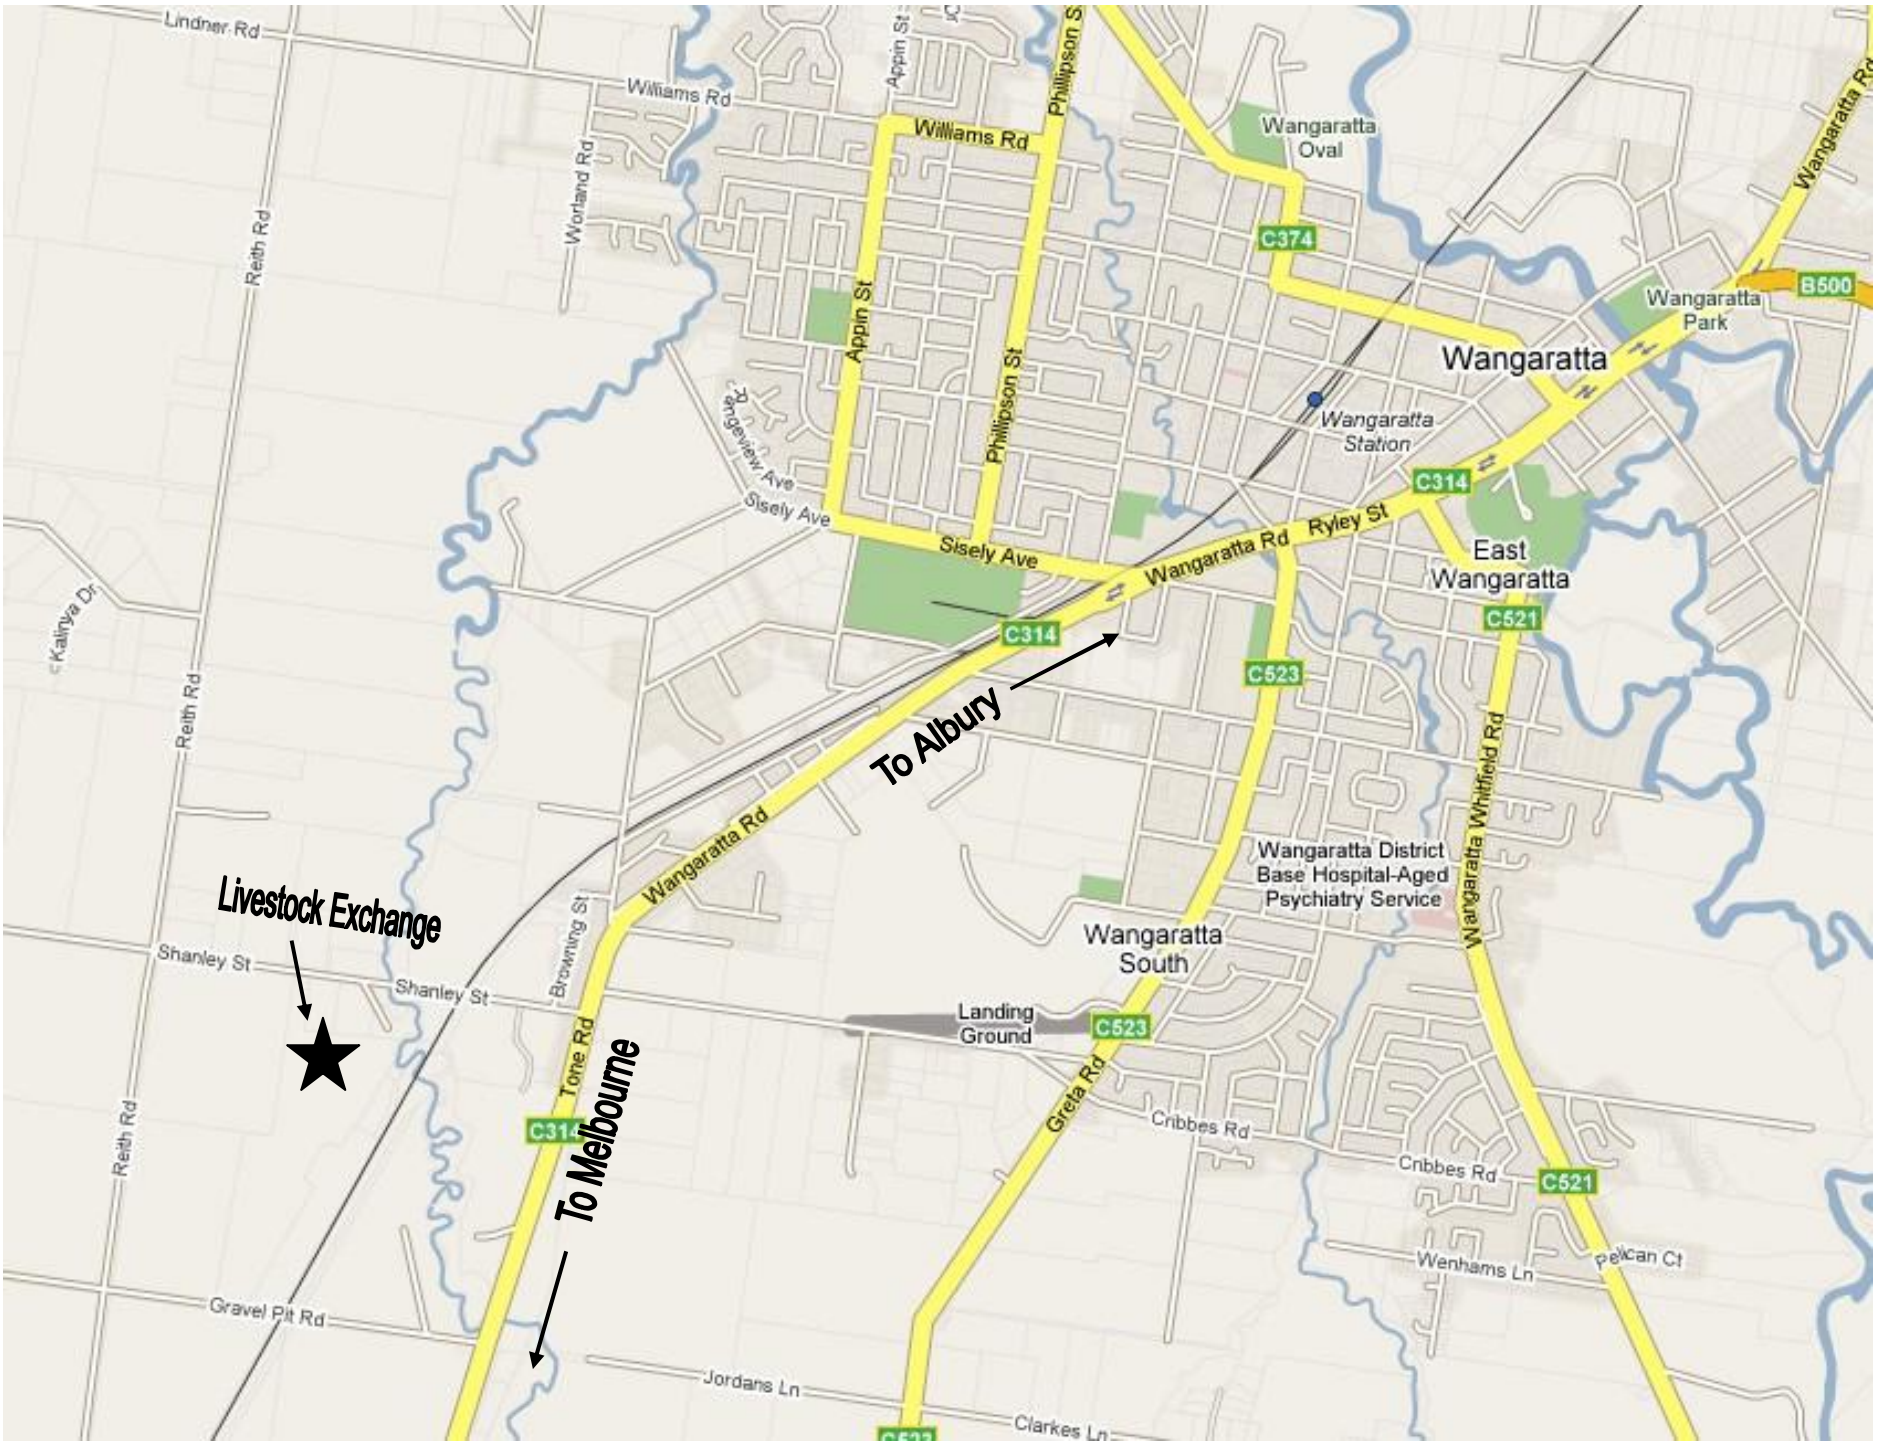 Lindner Rd
Appin St
Phillipson S
Williams Rd
Williams Rd
Wangaratta
Oval
Wangaratta Rd
Worland Rd
Reith Rd
C374
B500
Wangaratta
Park
Appin St
Wangaratta
Phillipson St
Rangeview Ave
Wangaratta
Station
C314
Sisely Ave
Sisely Ave
Wangaratta Rd
Ryley St
East
Wangaratta
Kalinya Dr
C521
C314
C523
Reith Rd
To Albury
Wangaratta Whitfield Rd
Wangaratta Rd
Wangaratta District
Base Hospital-Aged
Psychiatry Service
Livestock Exchange
Browning St
Wangaratta
South
Shanley St
Shanley St
Landing
Ground
C523
Tone Rd
Greta Rd
Reith Rd
C314
To Melbourne
Cribbes Rd
Cribbes Rd
C521
Wenhams Ln
Pelican Ct
Gravel Pit Rd
Jordans Ln
Clarkes Ln
C523